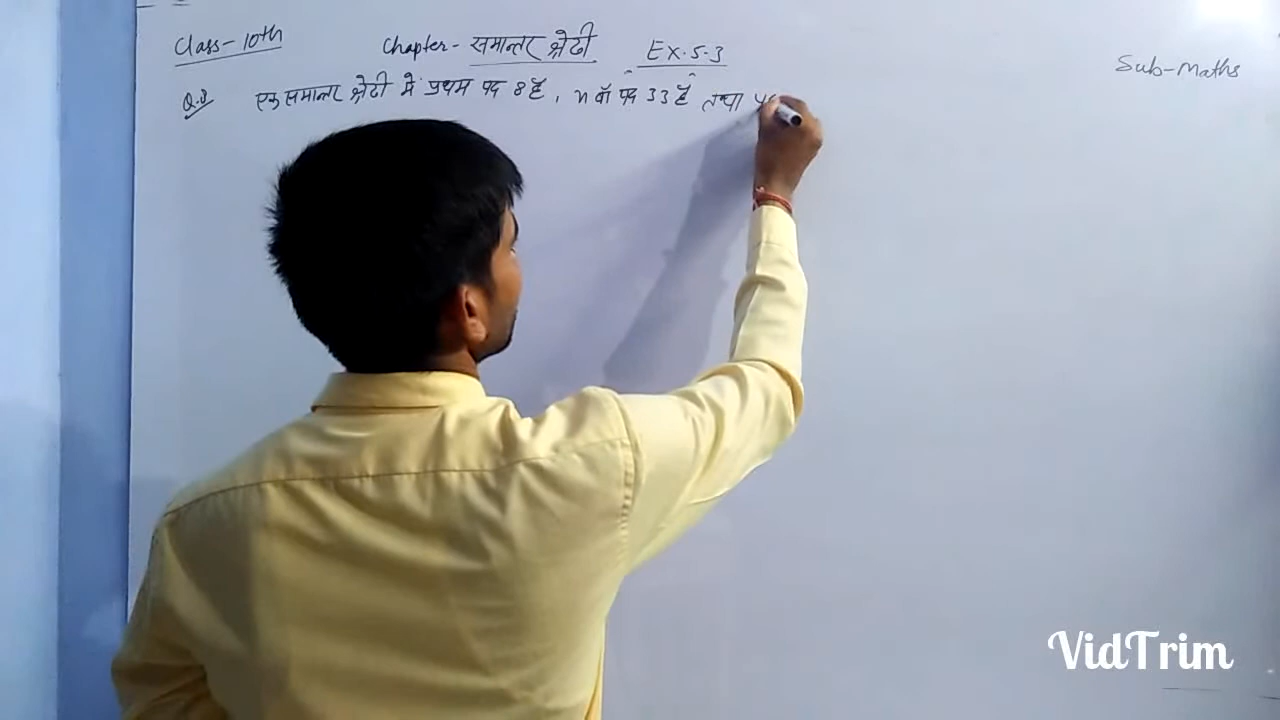 Class-10th Chapter- समान्तर श्रेढी Ex.5.3 Sub-Maths
Q.8 एक समान्तर श्रेढी में प्रथम पद 8 है, n वाँ पद 33 है तथा
VidTrim